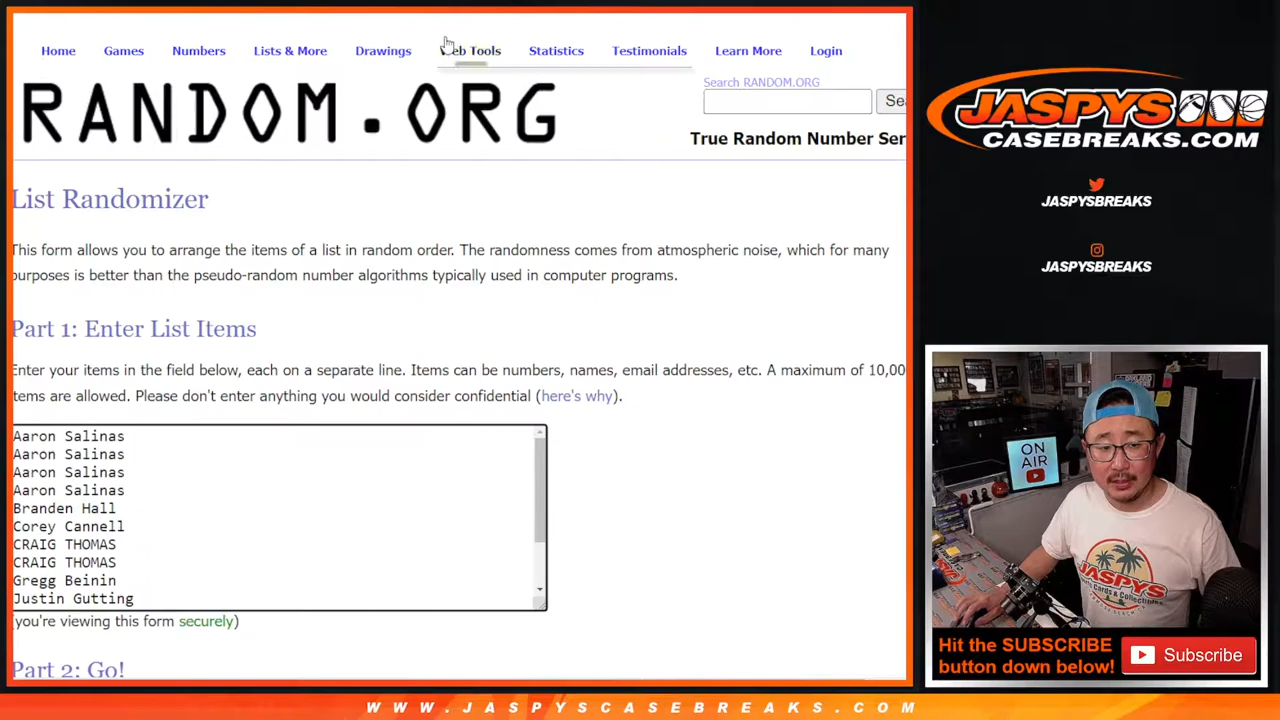 Home Games Numbers Lists & More Drawings Web Tools Statistics Testimonials Learn More Login
RANDOM.ORG
Search RANDOM.ORG
True Random Number Ser
List Randomizer
This form allows you to arrange the items of a list in random order. The randomness comes from atmospheric noise, which for many
purposes is better than the pseudo-random number algorithms typically used in computer programs.
Part 1: Enter List Items
Enter your items in the field below, each on a separate line. Items can be numbers, names, email addresses, etc. A maximum of 10,00
items are allowed. Please don't enter anything you would consider confidential (here's why).
Aaron Salinas
Aaron Salinas
Aaron Salinas
Aaron Salinas
Branden Hall
Corey Cannell
CRAIG THOMAS
CRAIG THOMAS
Gregg Beinin
Justin Gutting
(you're viewing this form securely)
Part 2: Go!
JASPYS
CASEBREAKS.COM
JASPYSBREAKS
JASPYSBREAKS
ON
AIR
JASPY'S
Hit the SUBSCRIBE
button down below!
Subscribe
WWW.JASPYSCASEBREAKS.COM